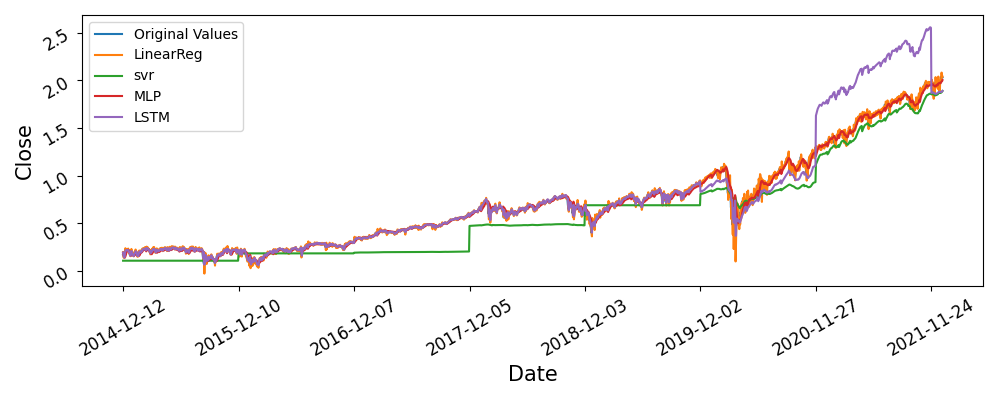 Original Values
LinearReg
svr
MLP
LSTM
Close
2.5
2.0
1.5
1.0
0.5
0.0
2014-12-12
2015-12-10
2016-12-07
2017-12-05
2018-12-03
2019-12-02
2020-11-27
2021-11-24
Date